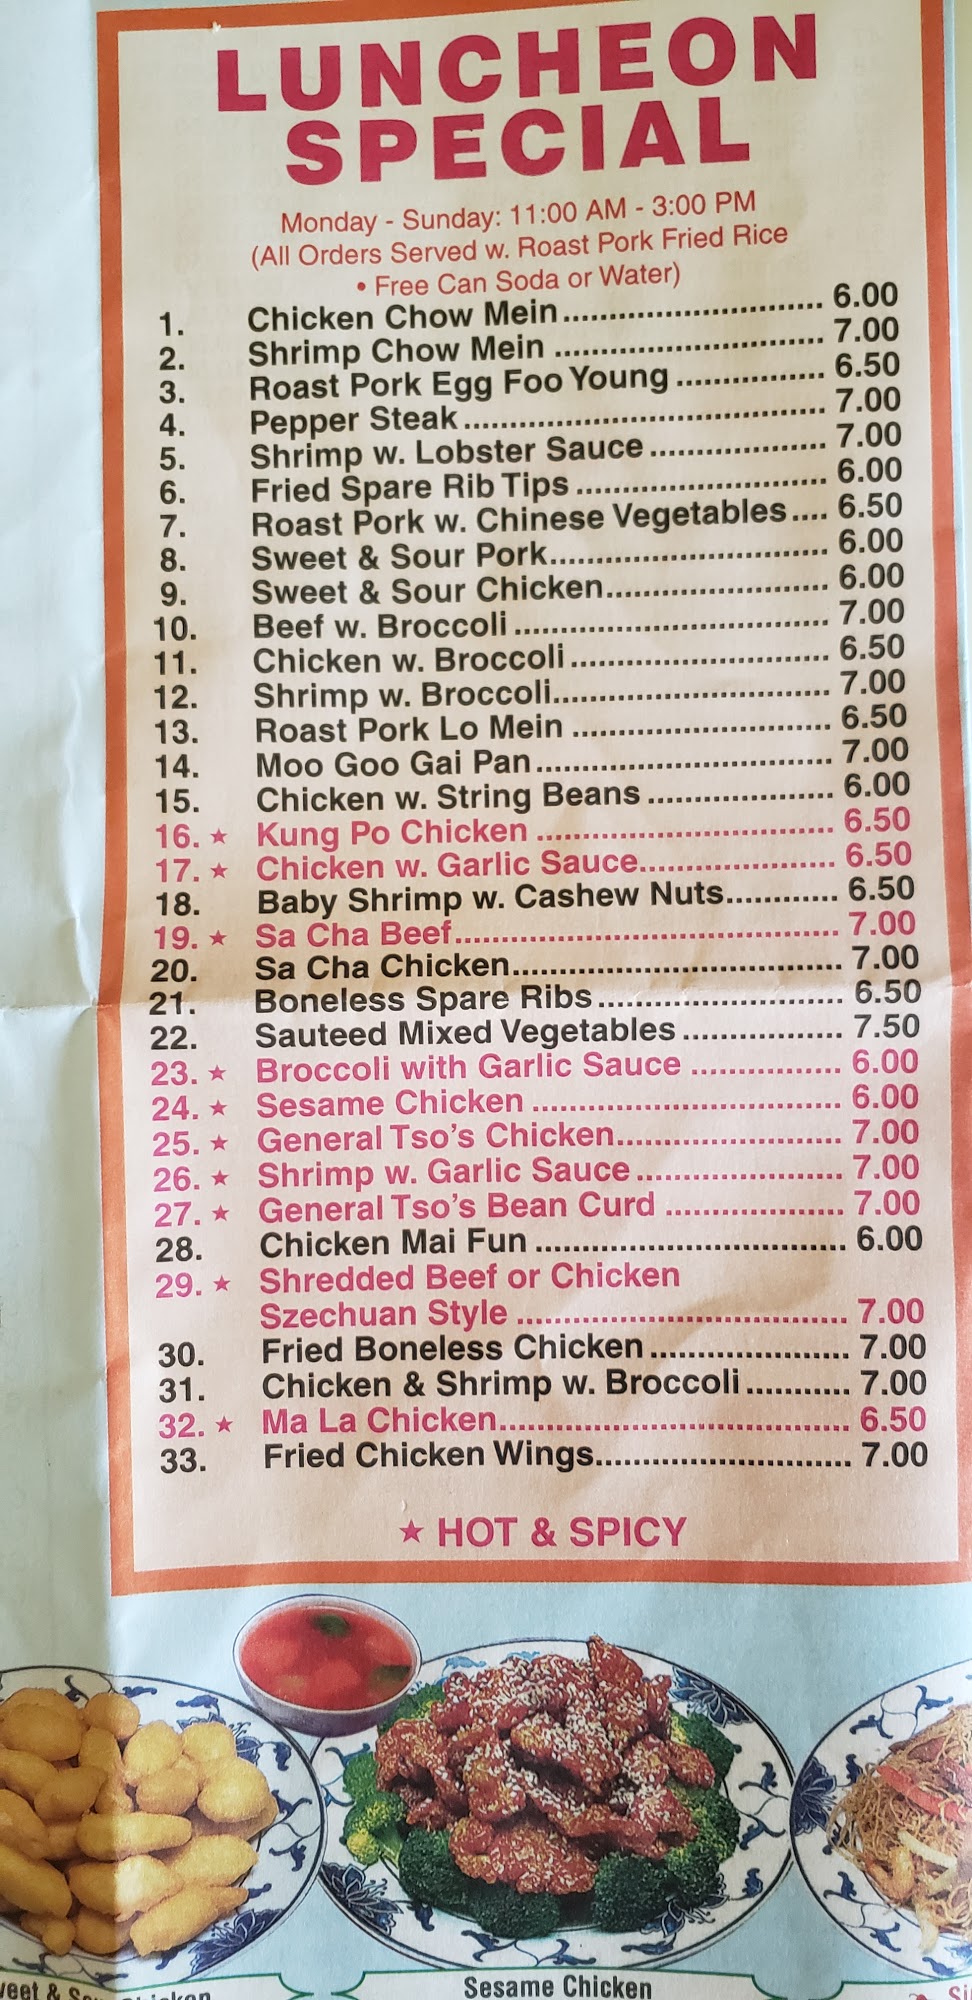 LUNCHEON
SPECIAL
Monday - Sunday: 11:00 AM - 3:00 PM
(All Orders Served w. Roast Pork Fried Rice
• Free Can Soda or Water)
1. Chicken Chow Mein............................ 6.00
2. Shrimp Chow Mein ............................. 7.00
3. Roast Pork Egg Foo Young ................ 6.50
4. Pepper Steak....................................... 7.00
5. Shrimp w. Lobster Sauce ................... 7.00
6. Fried Spare Rib Tips ........................... 6.00
7. Roast Pork w. Chinese Vegetables.... 6.50
8. Sweet & Sour Pork.............................. 6.00
9. Sweet & Sour Chicken........................ 6.00
10. Beef w. Broccoli .................................. 7.00
11. Chicken w. Broccoli ............................ 6.50
12. Shrimp w. Broccoli.............................. 7.00
13. Roast Pork Lo Mein ............................ 6.50
14. Moo Goo Gai Pan ................................ 7.00
15. Chicken w. String Beans .................... 6.00
16. ★ Kung Po Chicken ................................ 6.50
17. ★ Chicken w. Garlic Sauce..................... 6.50
18. Baby Shrimp w. Cashew Nuts............ 6.50
19. ★ Sa Cha Beef......................................... 7.00
20. Sa Cha Chicken................................... 7.00
21. Boneless Spare Ribs .......................... 6.50
22. Sauteed Mixed Vegetables ................. 7.50
23. ★ Broccoli with Garlic Sauce ................ 6.00
24. ★ Sesame Chicken ................................. 6.00
25. ★ General Tso's Chicken........................ 7.00
26. ★ Shrimp w. Garlic Sauce ...................... 7.00
27. ★ General Tso's Bean Curd ................... 7.00
28. Chicken Mai Fun ................................. 6.00
29. ★ Shredded Beef or Chicken
Szechuan Style ................................... 7.00
30. Fried Boneless Chicken ..................... 7.00
31. Chicken & Shrimp w. Broccoli ........... 7.00
32. ★ Ma La Chicken..................................... 6.50
33. Fried Chicken Wings........................... 7.00
★ HOT & SPICY
Sesame Chicken